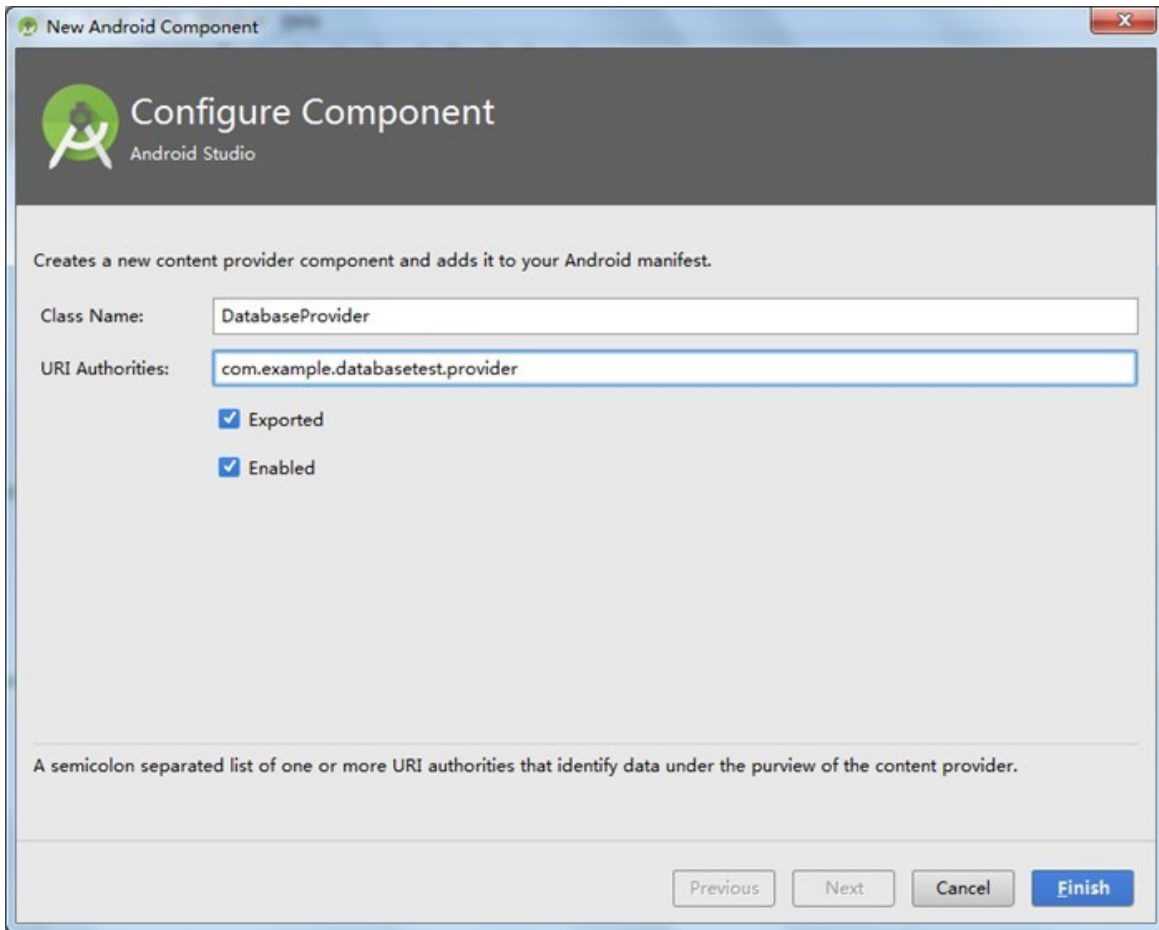 New Android Component
Configure Component
Android Studio
Creates a new content provider component and adds it to your Android manifest.
Class Name: DatabaseProvider
URI Authorities: com.example.databasetest.provider
Exported
Enabled
A semicolon separated list of one or more URI authorities that identify data under the purview of the content provider.
Previous Next Cancel Finish